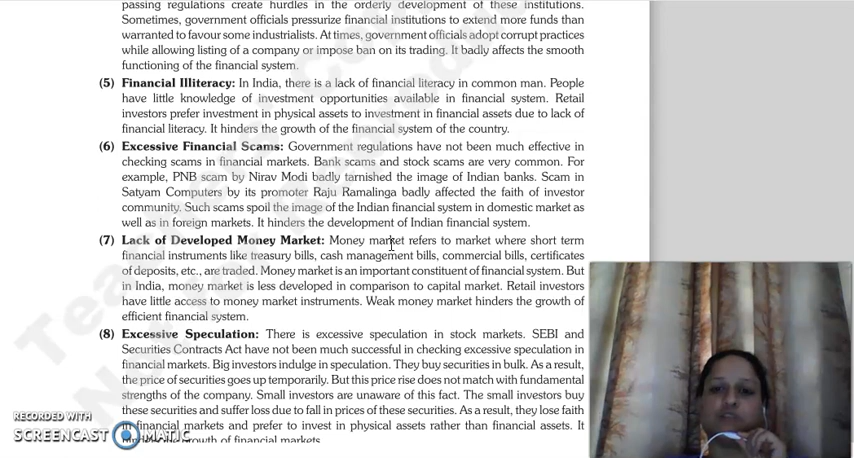 passing regulations create hurdles in the orderly development of these institutions.
Sometimes, government officials pressurize financial institutions to extend more funds than
warranted to favour some industrialists. At times, government officials adopt corrupt practices
while allowing listing of a company or impose ban on its trading. It badly affects the smooth
functioning of the financial system.
(5) Financial Illiteracy: In India, there is a lack of financial literacy in common man. People
have little knowledge of investment opportunities available in financial system. Retail
investors prefer investment in physical assets to investment in financial assets due to lack of
financial literacy. It hinders the growth of the financial system of the country.
(6) Excessive Financial Scams: Government regulations have not been much effective in
checking scams in financial markets. Bank scams and stock scams are very common. For
example, PNB scam by Nirav Modi badly tarnished the image of Indian banks. Scam in
Satyam Computers by its promoter Raju Ramalinga badly affected the faith of investor
community. Such scams spoil the image of the Indian financial system in domestic market as
well as in foreign markets. It hinders the development of Indian financial system.
(7) Lack of Developed Money Market: Money market refers to market where short term
financial instruments like treasury bills, cash management bills, commercial bills, certificates
of deposits, etc., are traded. Money market is an important constituent of financial system. But
in India, money market is less developed in comparison to capital market. Retail investors
have little access to money market instruments. Weak money market hinders the growth of
efficient financial system.
(8) Excessive Speculation: There is excessive speculation in stock markets. SEBI and
Securities Contracts Act have not been much successful in checking excessive speculation in
financial markets. Big investors indulge in speculation. They buy securities in bulk. As a result,
the price of securities goes up temporarily. But this price rise does not match with fundamental
strengths of the company. Small investors are unaware of this fact. The small investors buy
these securities and suffer loss due to fall in prices of these securities. As a result, they lose faith
in financial markets and prefer to invest in physical assets rather than financial assets. It
growth of financial markets.
RECORDED WITH
SCREENCAST MATIC